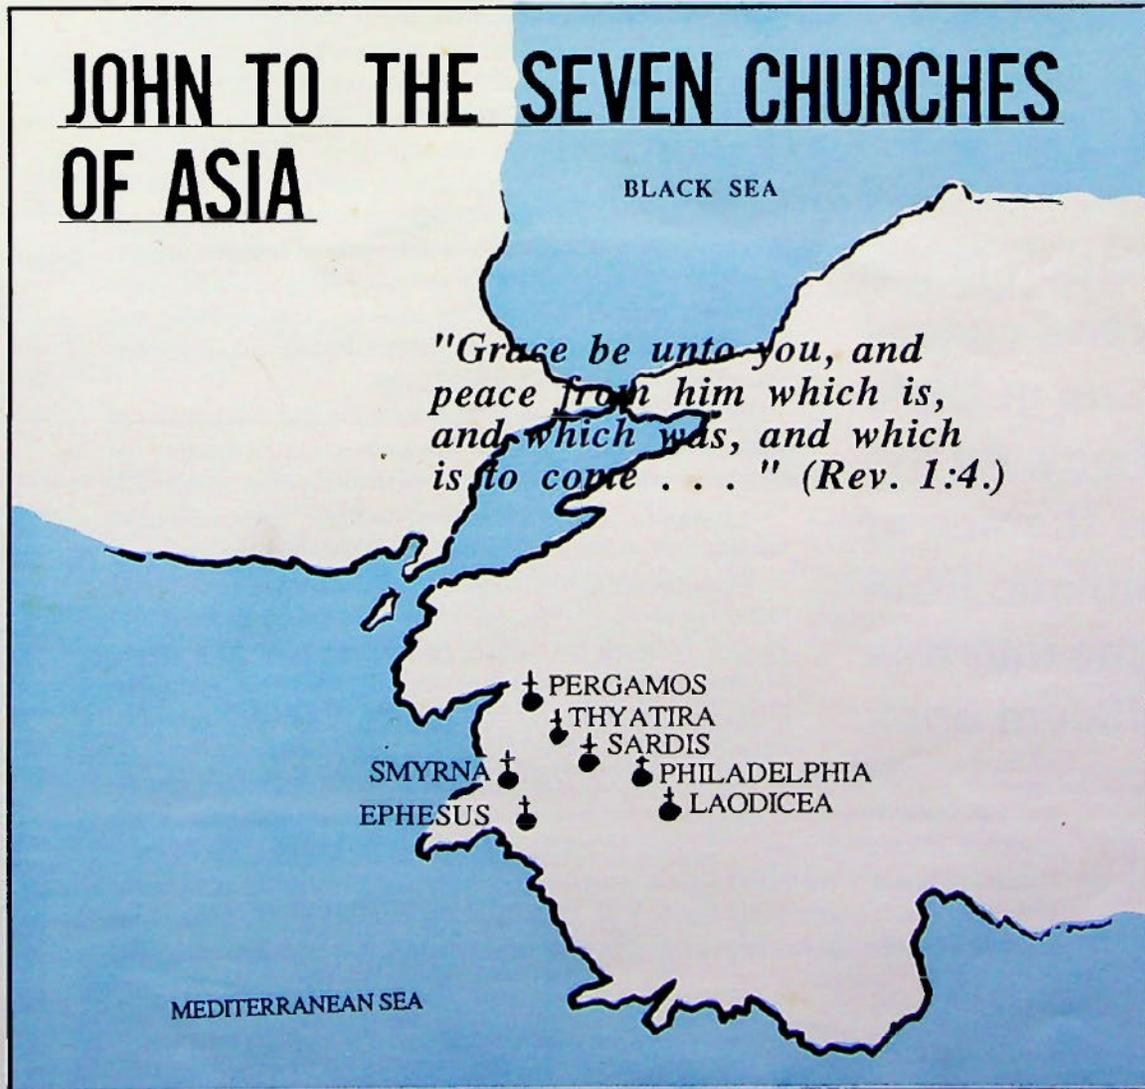 JOHN TO THE SEVEN CHURCHES
OF ASIA
BLACK SEA
"Grace be unto you, and
peace from him which is,
and which was, and which
is to come . . . " (Rev. 1:4.)
PERGAMOS
THYATIRA
SARDIS
SMYRNA
PHILADELPHIA
LAODICEA
EPHESUS
MEDITERRANEAN SEA